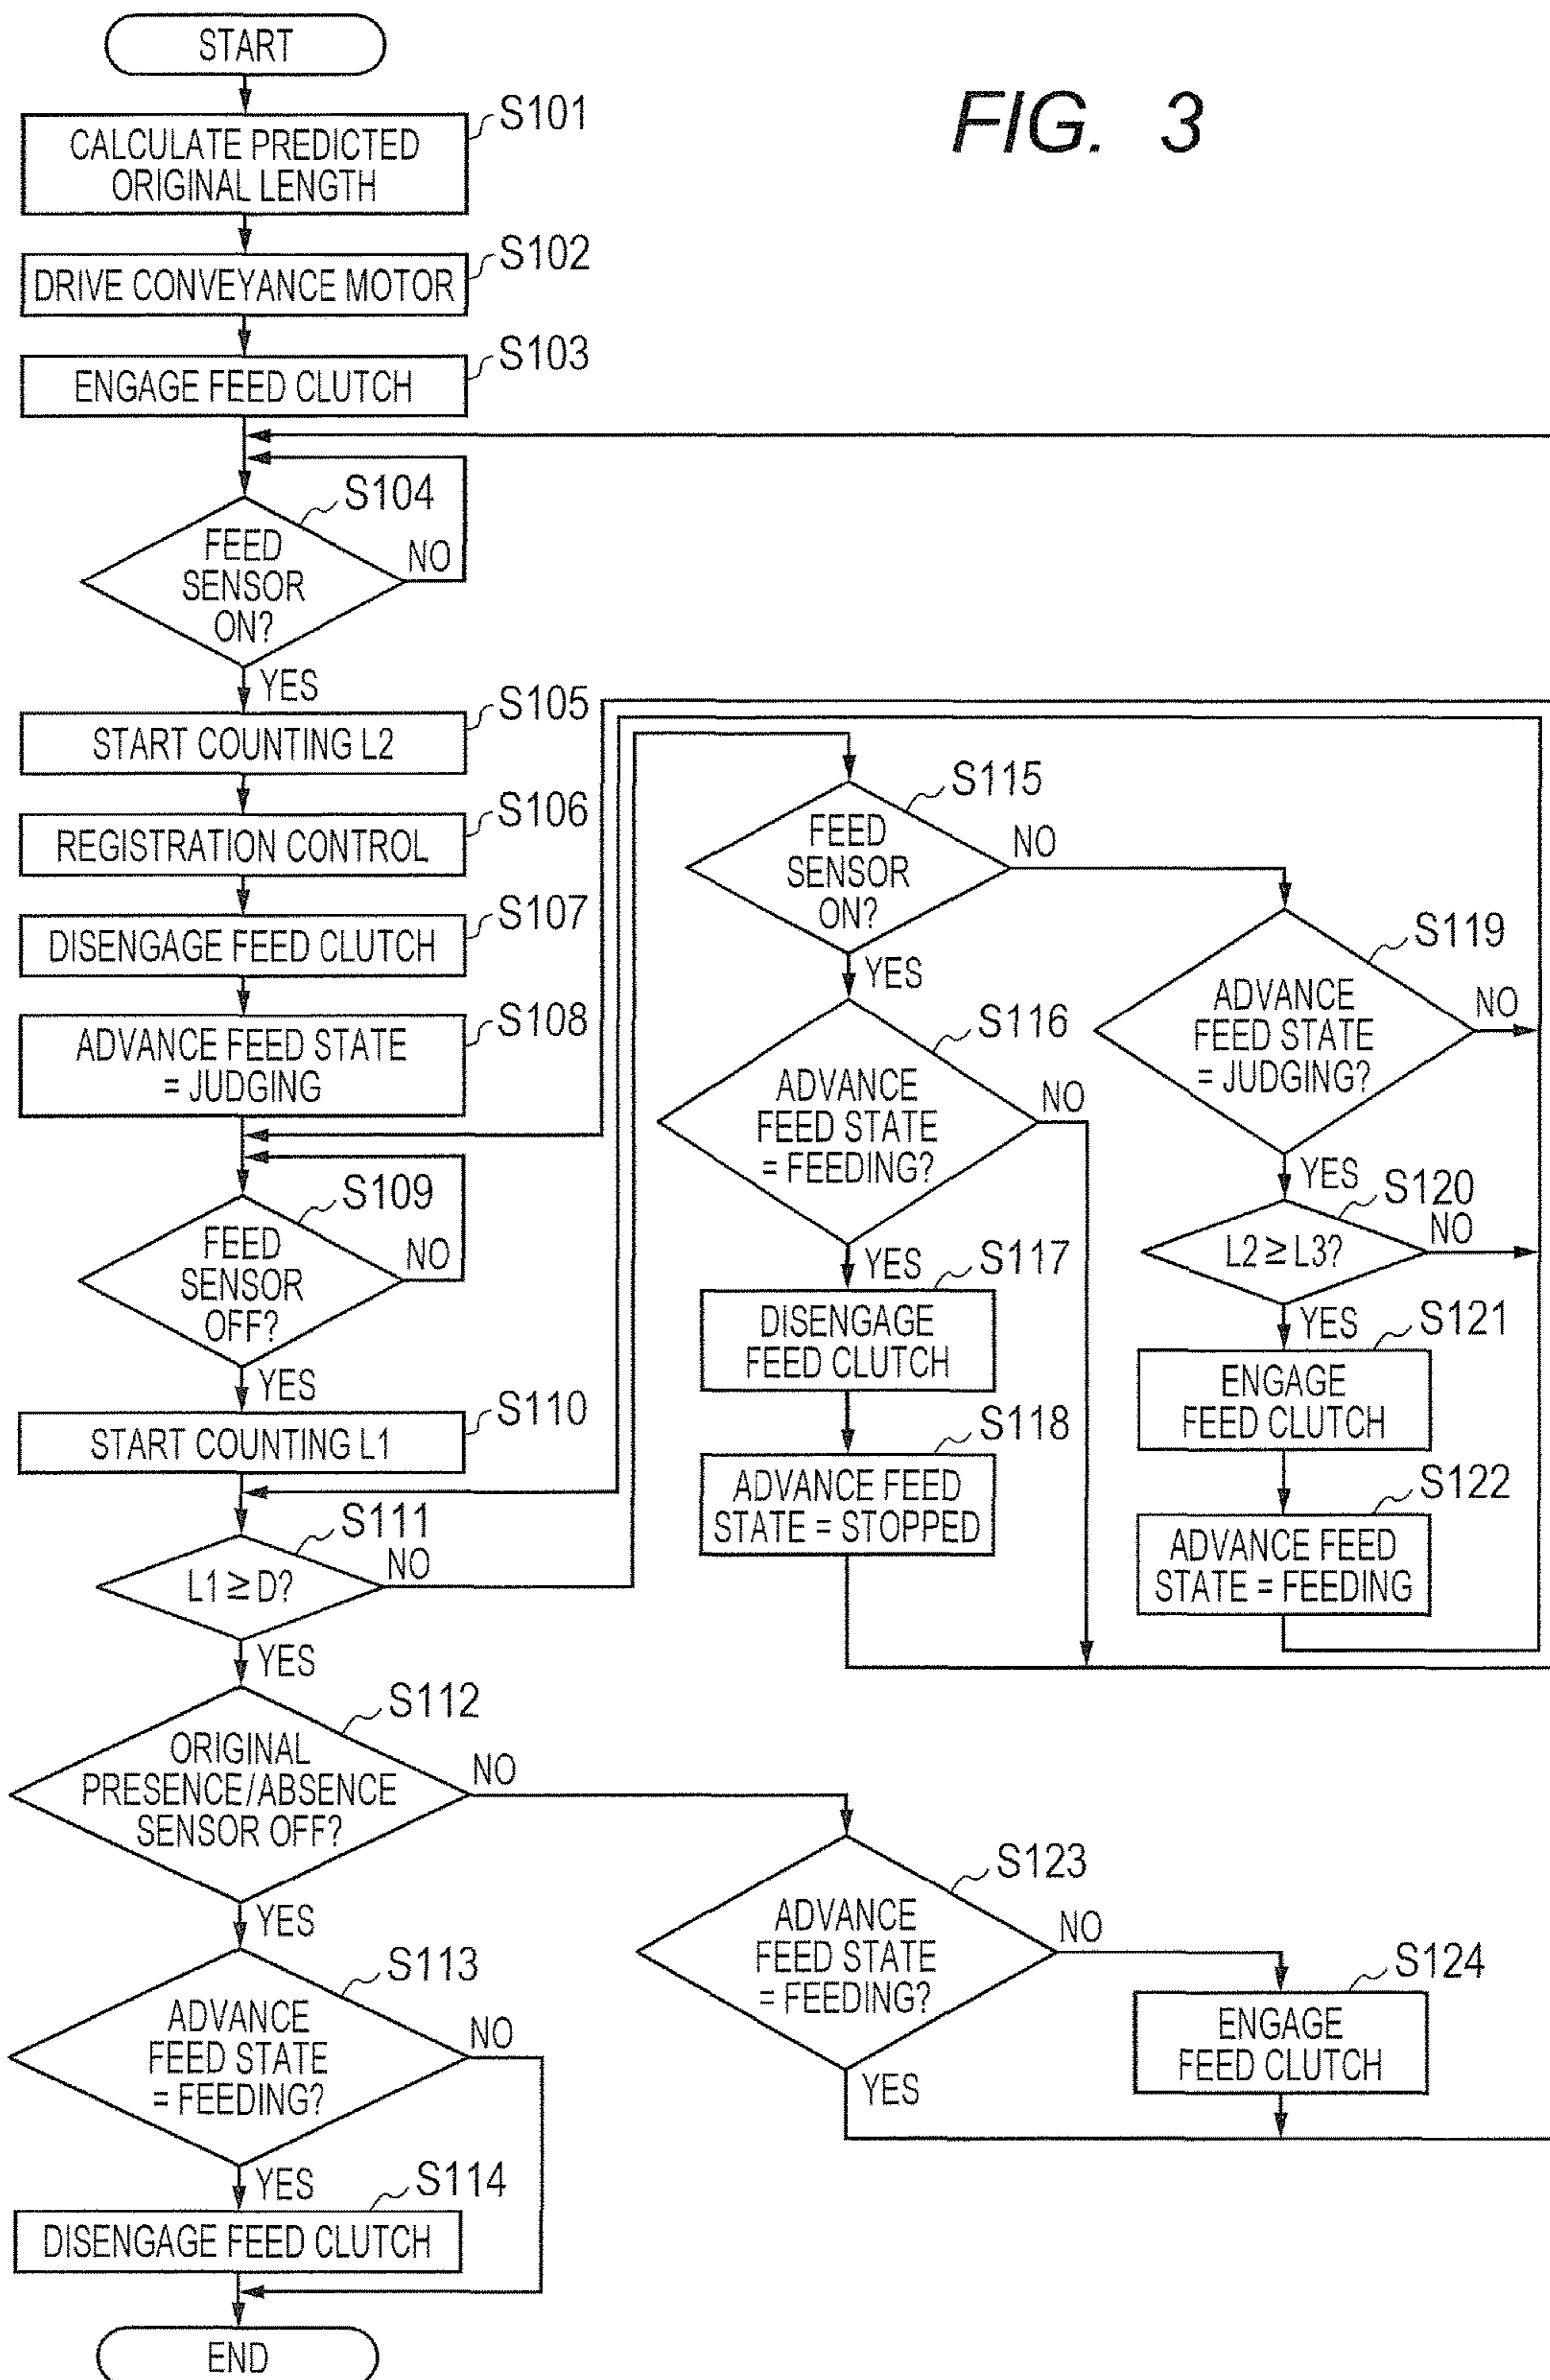 FIG. 3
START
S101
CALCULATE PREDICTED
ORIGINAL LENGTH
S102
DRIVE CONVEYANCE MOTOR
S103
ENGAGE FEED CLUTCH
S104
FEED
SENSOR
ON?
NO
YES
S105
START COUNTING L2
S106
REGISTRATION CONTROL
S107
DISENGAGE FEED CLUTCH
S108
ADVANCE FEED STATE
= JUDGING
S109
FEED
SENSOR
OFF?
NO
YES
S110
START COUNTING L1
S111
L1 ≥ D?
NO
YES
S112
ORIGINAL
PRESENCE/ABSENCE
SENSOR OFF?
NO
YES
S113
ADVANCE
FEED STATE
= FEEDING?
NO
YES
S114
DISENGAGE FEED CLUTCH
END
S115
FEED
SENSOR
ON?
NO
YES
S116
ADVANCE
FEED STATE
= FEEDING?
NO
YES
S117
DISENGAGE
FEED CLUTCH
S118
ADVANCE FEED
STATE = STOPPED
S119
ADVANCE
FEED STATE
= JUDGING?
NO
YES
S120
L2 ≥ L3?
NO
YES
S121
ENGAGE
FEED CLUTCH
S122
ADVANCE FEED
STATE = FEEDING
S123
ADVANCE
FEED STATE
= FEEDING?
NO
YES
S124
ENGAGE
FEED CLUTCH